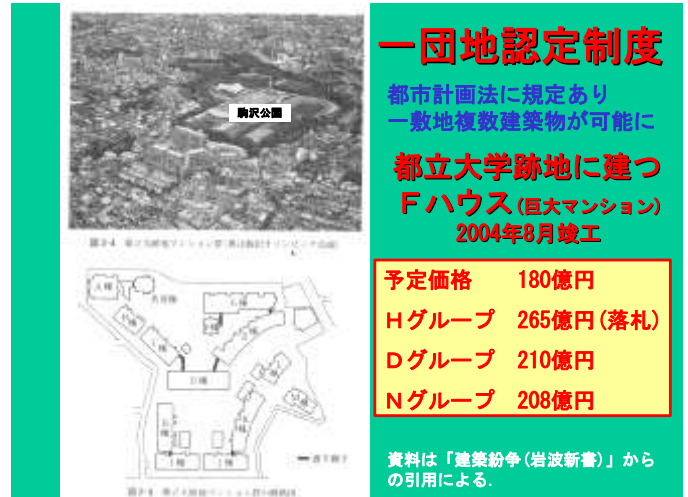 駒沢公園
一団地認定制度
都市計画法に規定あり
一敷地複数建築物が可能に
都立大学跡地に建つ
Ｆハウス(巨大マンション)
2004年8月竣工
予定価格 180億円
Ｈグループ 265億円(落札)
Ｄグループ 210億円
Ｎグループ 208億円
資料は「建築紛争(岩波新書)」から
の引用による.